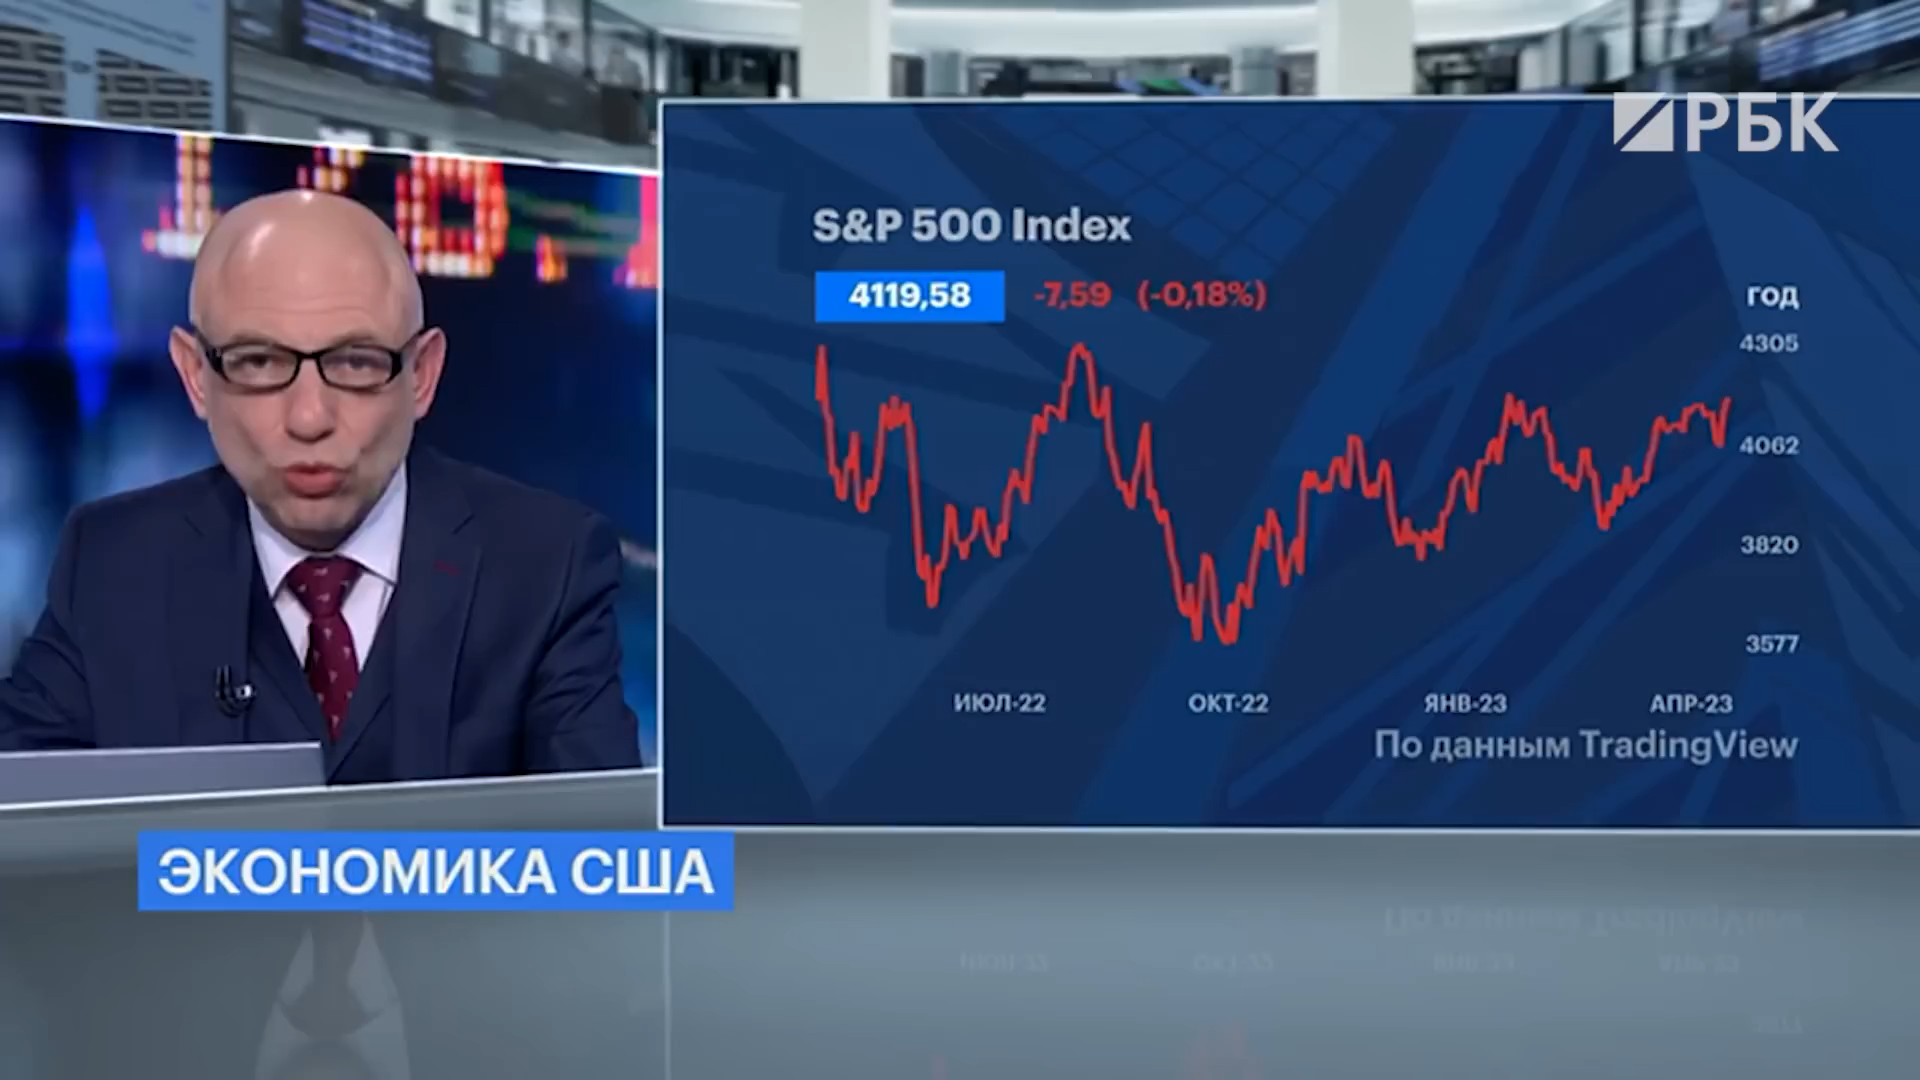 РБК
S&P 500 Index
4119,58 -7,59 (-0,18%)
ГОД
4305
4062
3820
3577
ИЮЛ-22 ОКТ-22 ЯНВ-23 АПР-23
По данным TradingView
ЭКОНОМИКА США